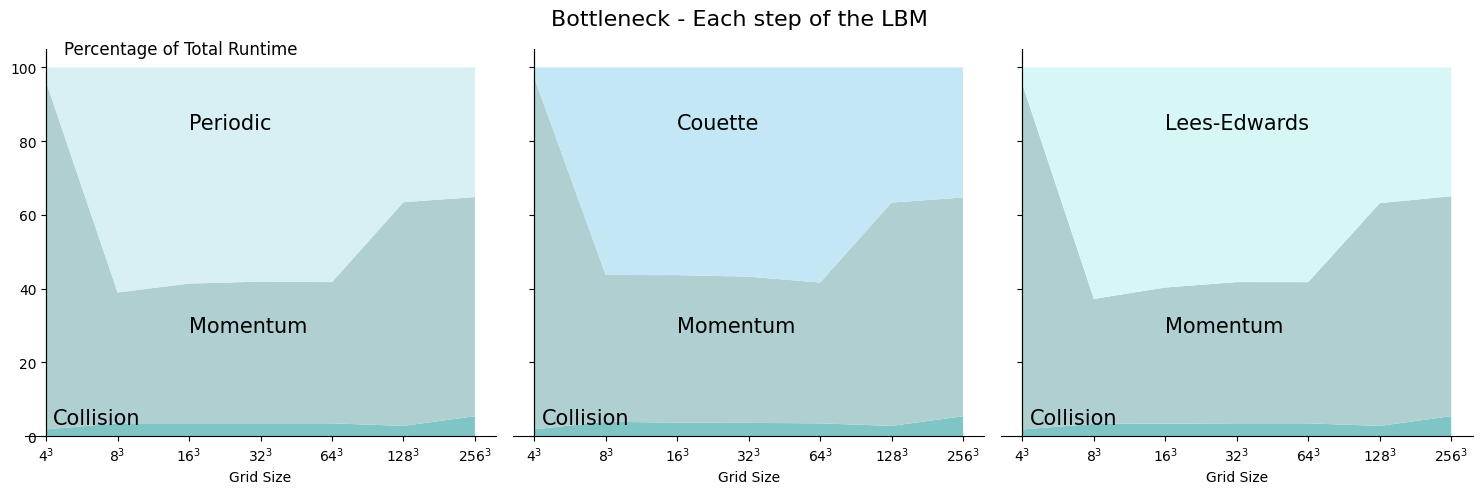 Bottleneck - Each step of the LBM
Percentage of Total Runtime
100
80
60
40
20
0
Periodic
Momentum
Collision
4³ 8³ 16³ 32³ 64³ 128³ 256³
Grid Size
Couette
Momentum
Collision
4³ 8³ 16³ 32³ 64³ 128³ 256³
Grid Size
Lees-Edwards
Momentum
Collision
4³ 8³ 16³ 32³ 64³ 128³ 256³
Grid Size